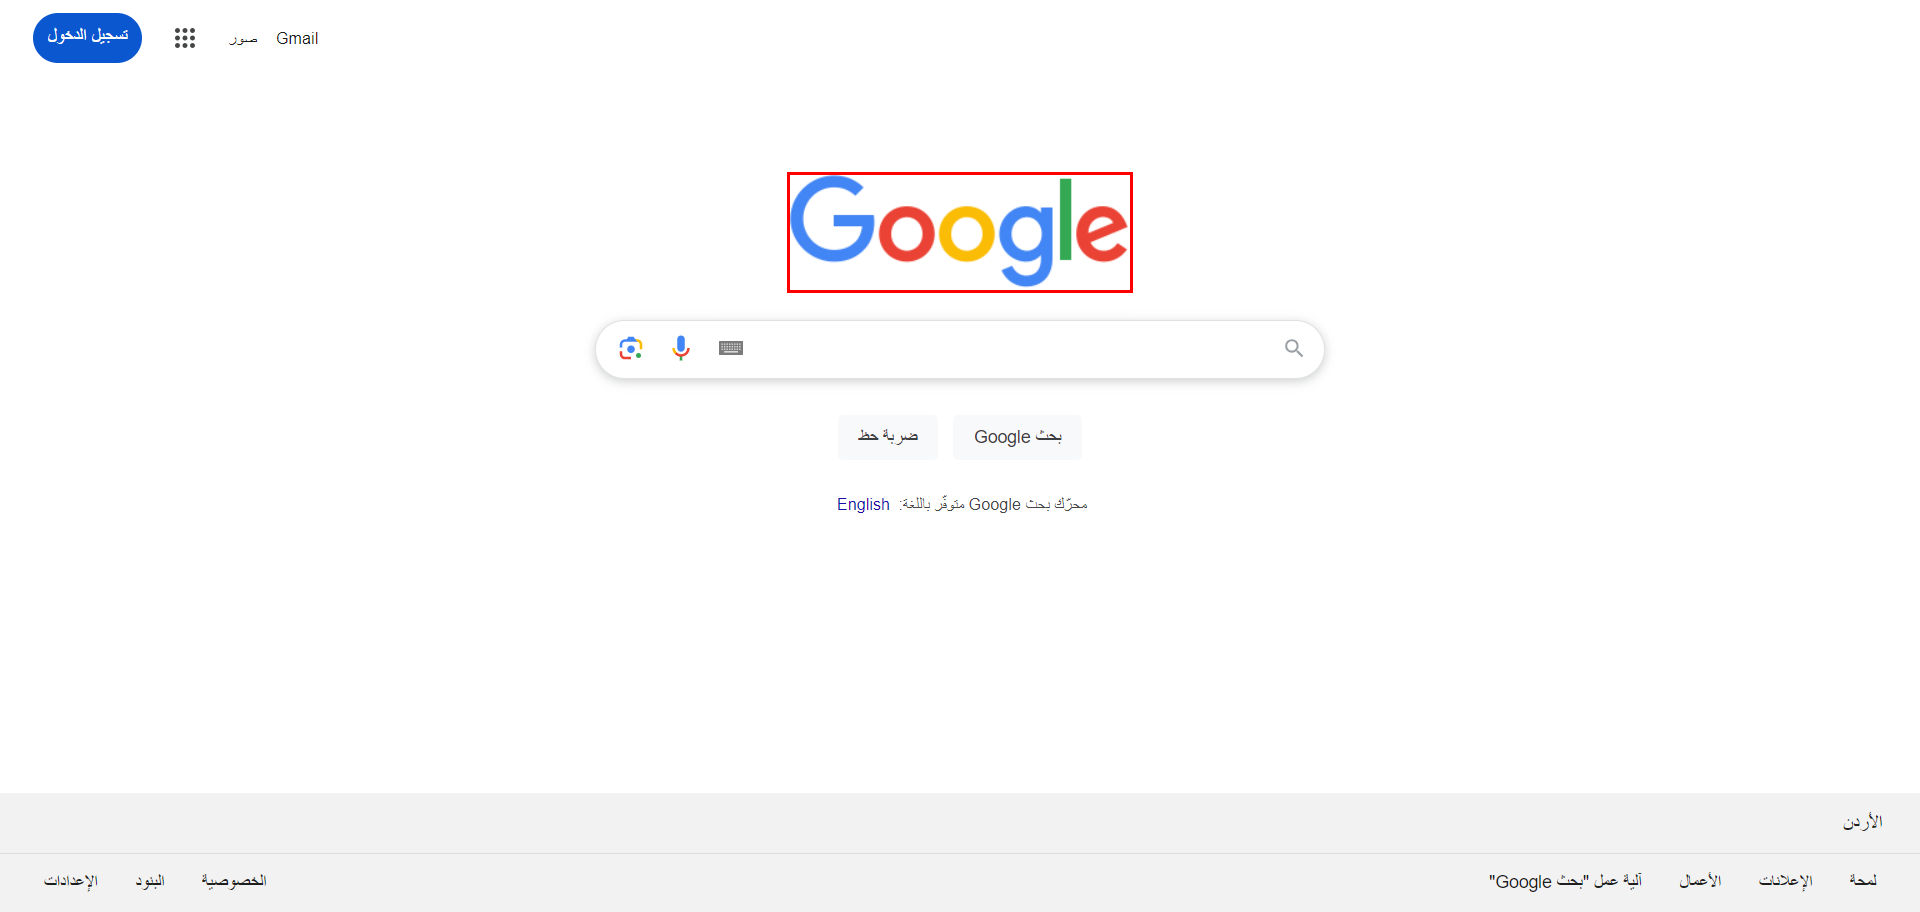 Gmail
صور
تسجيل الدخول
Google
بحث Google
ضربة حظ
محرّك بحث Google متوفّر باللغة: English
الأردن
لمحة
الإعلانات
الأعمال
آلية عمل "بحث Google"
الخصوصية
البنود
الإعدادات